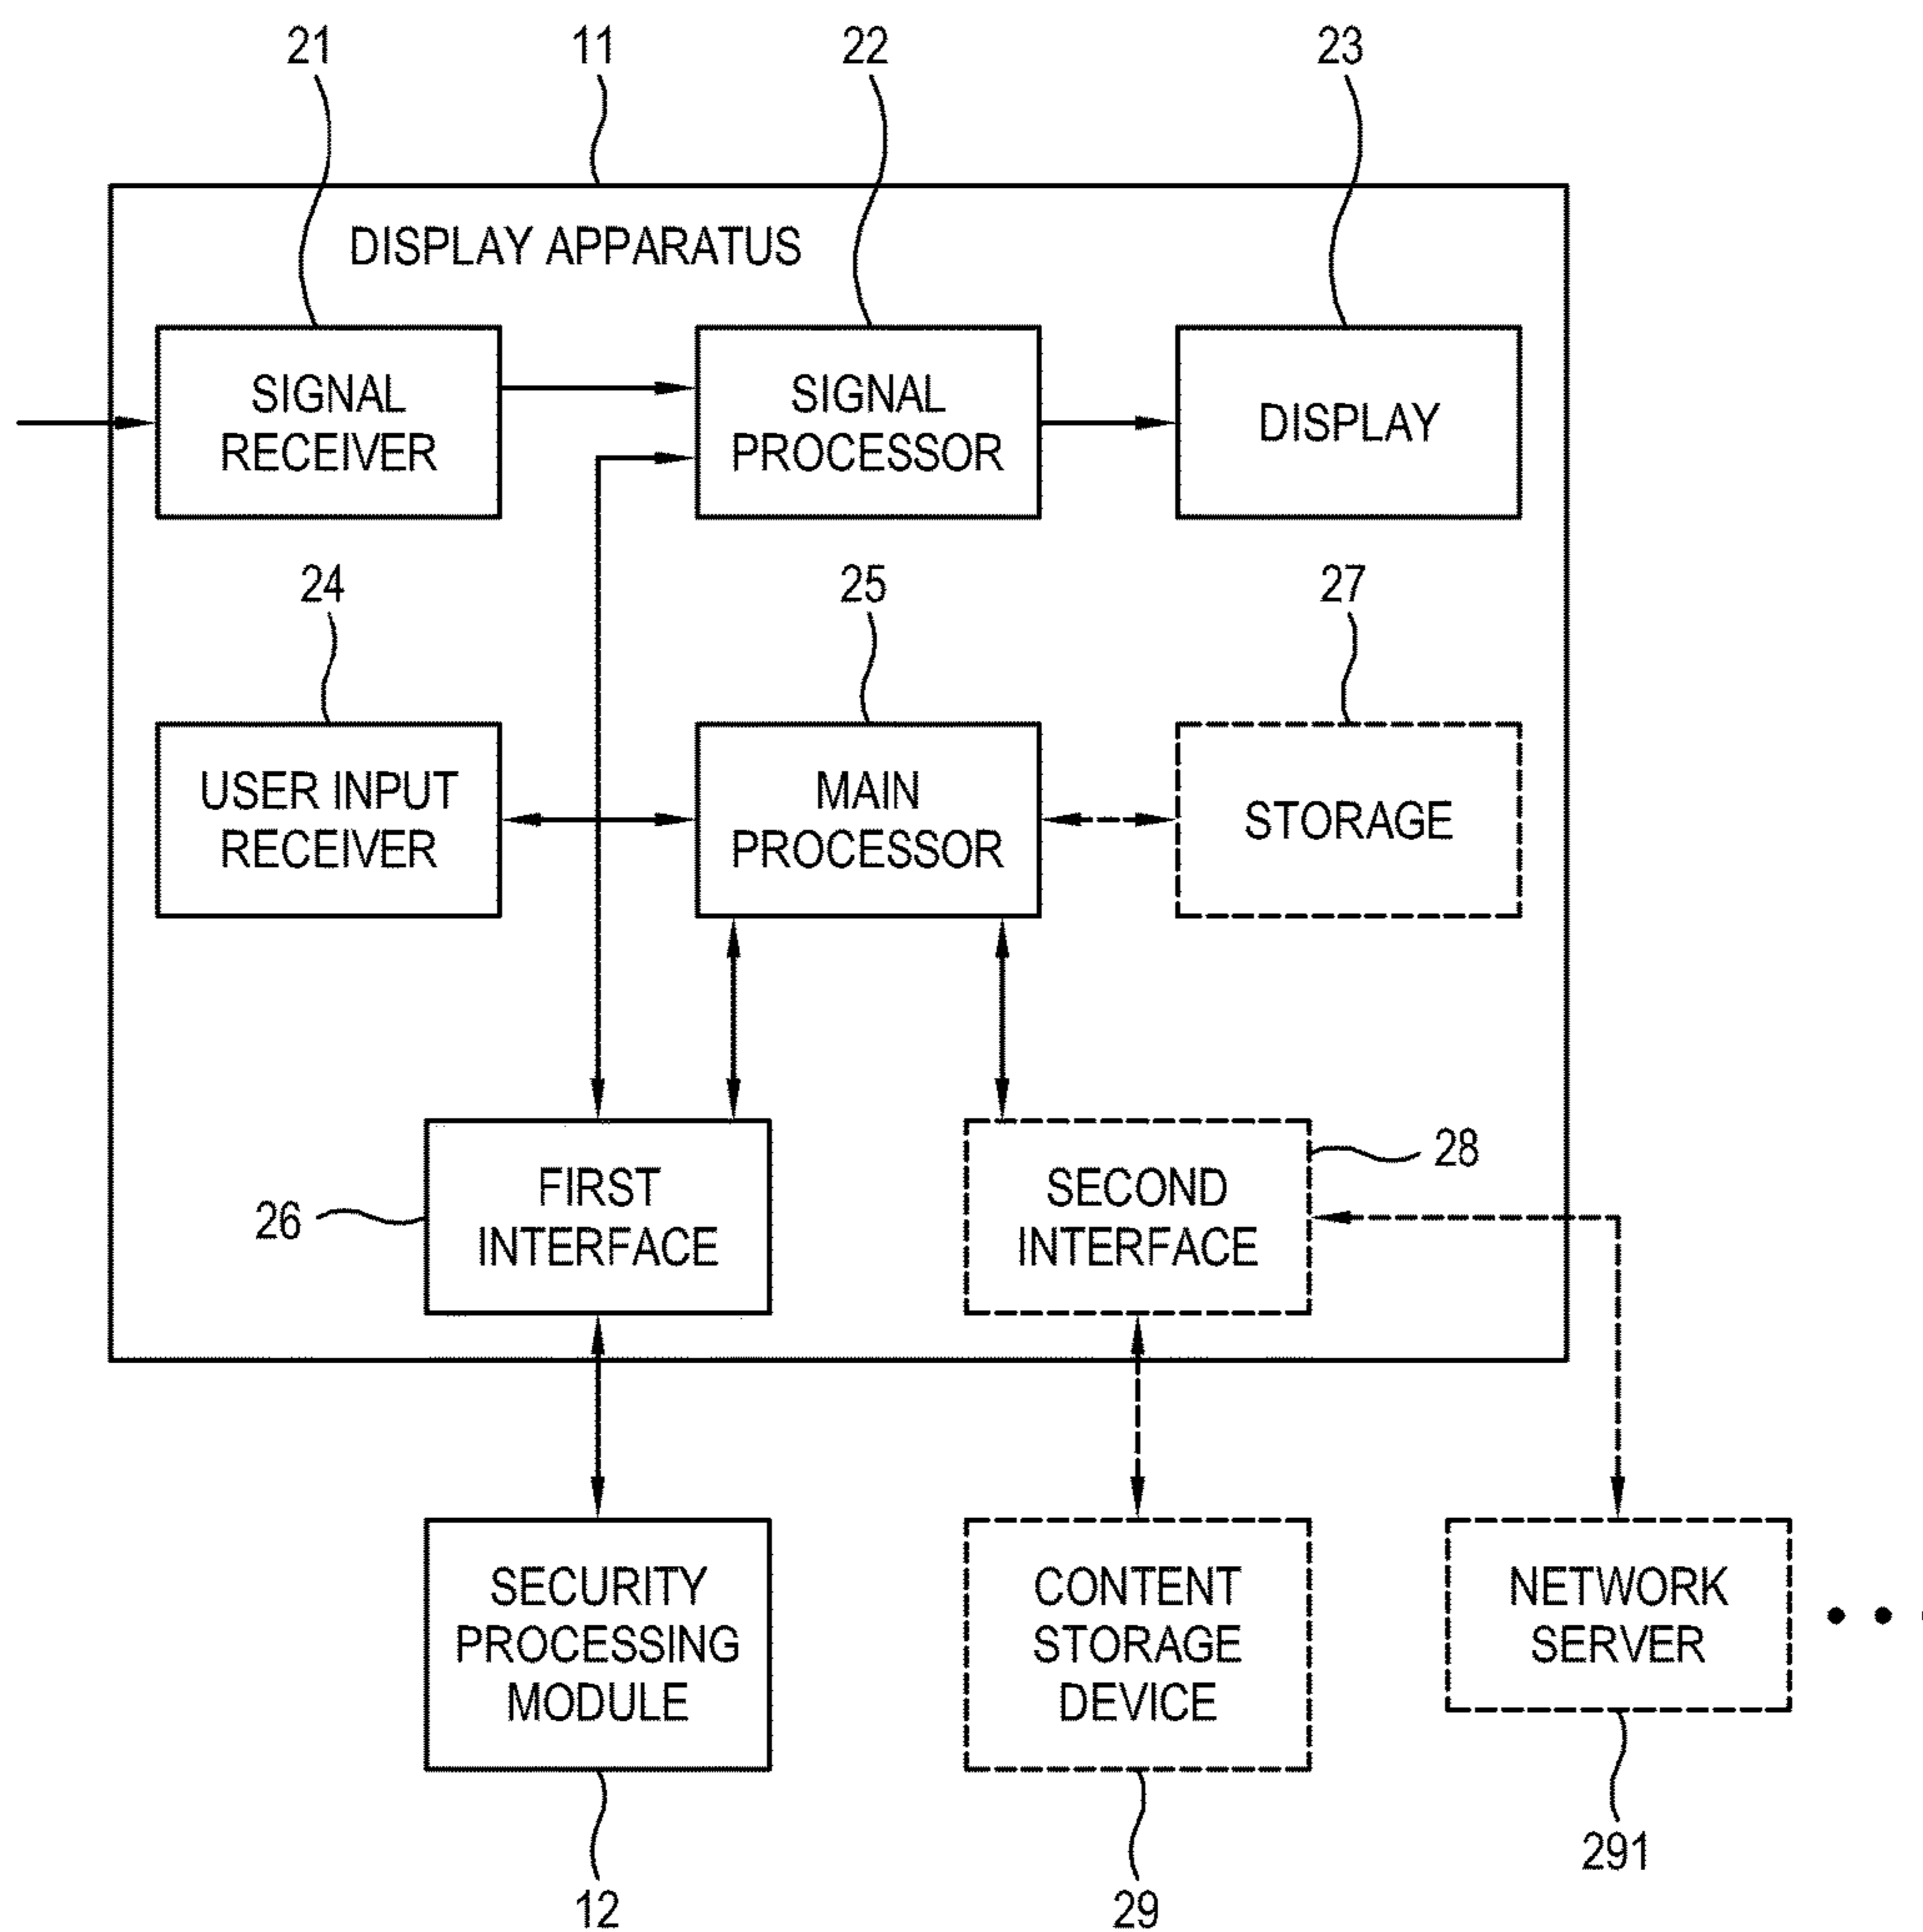 21
11
22
23
DISPLAY APPARATUS
SIGNAL
RECEIVER
SIGNAL
PROCESSOR
DISPLAY
24
25
27
USER INPUT
RECEIVER
MAIN
PROCESSOR
STORAGE
26
FIRST
INTERFACE
SECOND
INTERFACE
28
SECURITY
PROCESSING
MODULE
CONTENT
STORAGE
DEVICE
NETWORK
SERVER
12
29
291